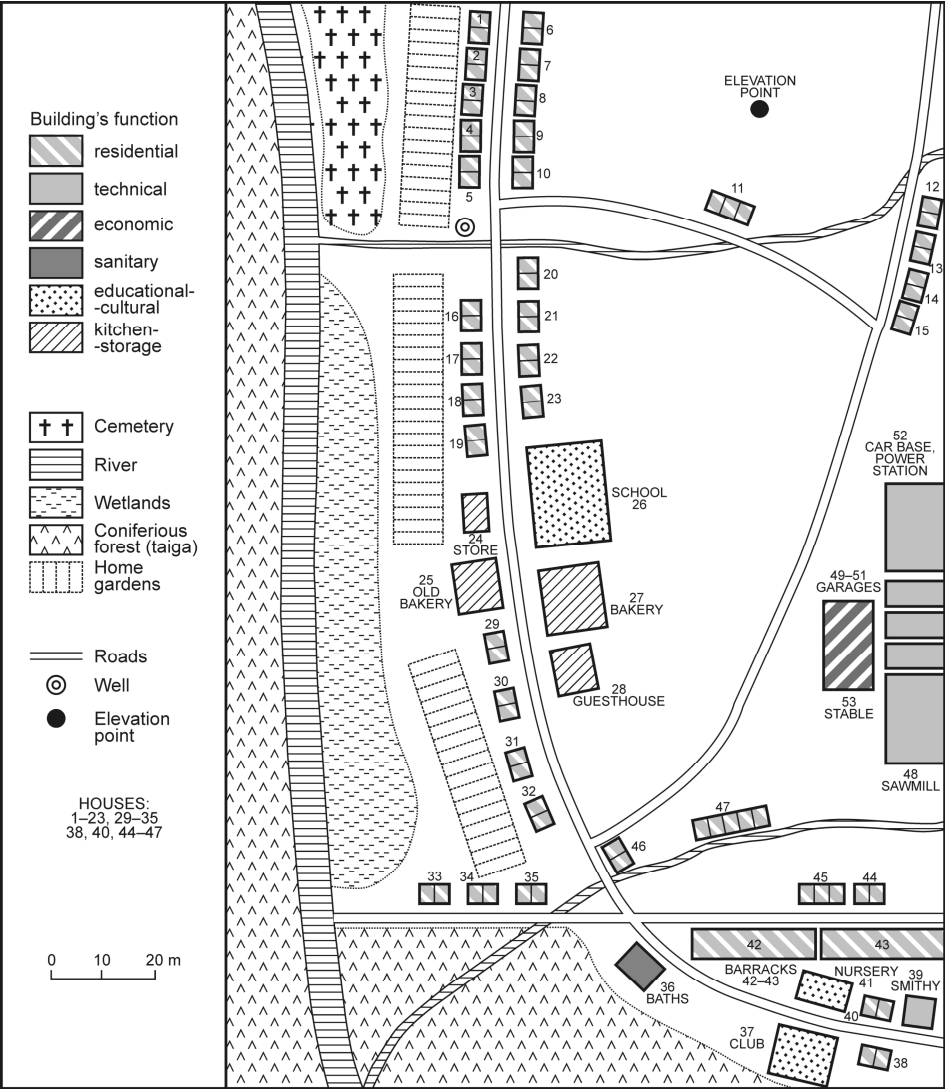 Building's function
residential
technical
economic
sanitary
educational-
-cultural
kitchen-
-storage
Cemetery
River
Wetlands
Coniferious
forest (taiga)
Home
gardens
Roads
Well
Elevation
point
HOUSES:
1–23, 29–35
38, 40, 44–47
0 10 20 m
1
2
3
4
5
6
7
8
9
10
ELEVATION
POINT
11
12
13
14
15
16
17
18
19
20
21
22
23
24
STORE
25
OLD
BAKERY
SCHOOL
26
27
BAKERY
28
GUESTHOUSE
29
30
31
32
33
34
35
52
CAR BASE,
POWER
STATION
49–51
GARAGES
53
STABLE
48
SAWMILL
47
46
45
44
42
43
BARRACKS
42–43
NURSERY
41
39
SMITHY
40
36
BATHS
37
CLUB
38